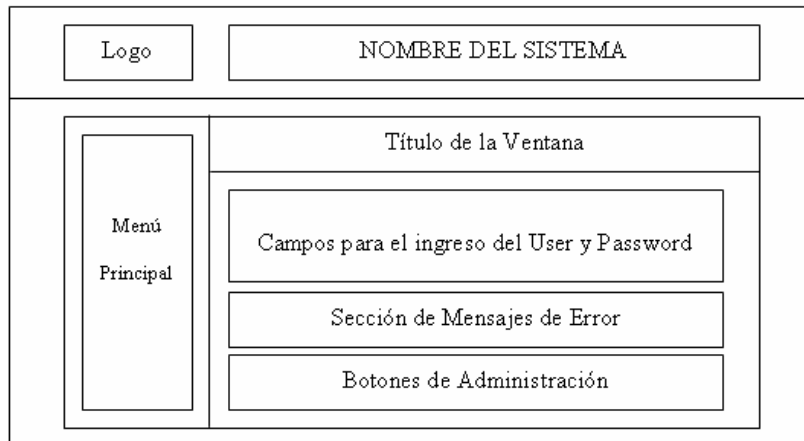 Logo
NOMBRE DEL SISTEMA
Título de la Ventana
Menú
Principal
Campos para el ingreso del User y Password
Sección de Mensajes de Error
Botones de Administración